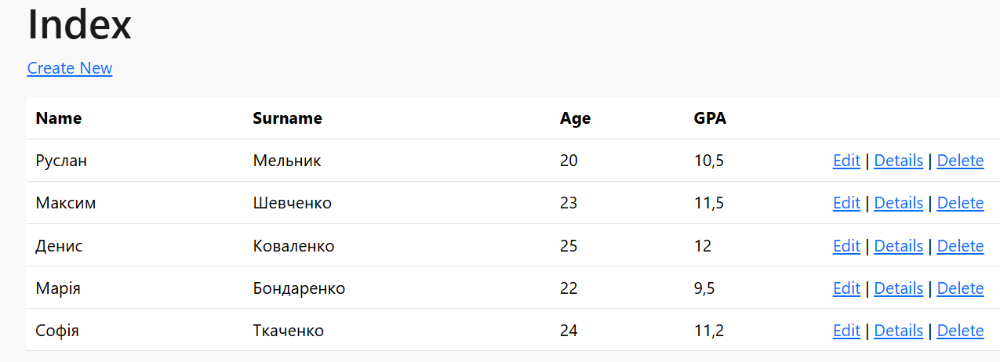 Index
Create New
Name Surname Age GPA
Руслан Мельник 20 10,5 Edit | Details | Delete
Максим Шевченко 23 11,5 Edit | Details | Delete
Денис Коваленко 25 12 Edit | Details | Delete
Марія Бондаренко 22 9,5 Edit | Details | Delete
Софія Ткаченко 24 11,2 Edit | Details | Delete